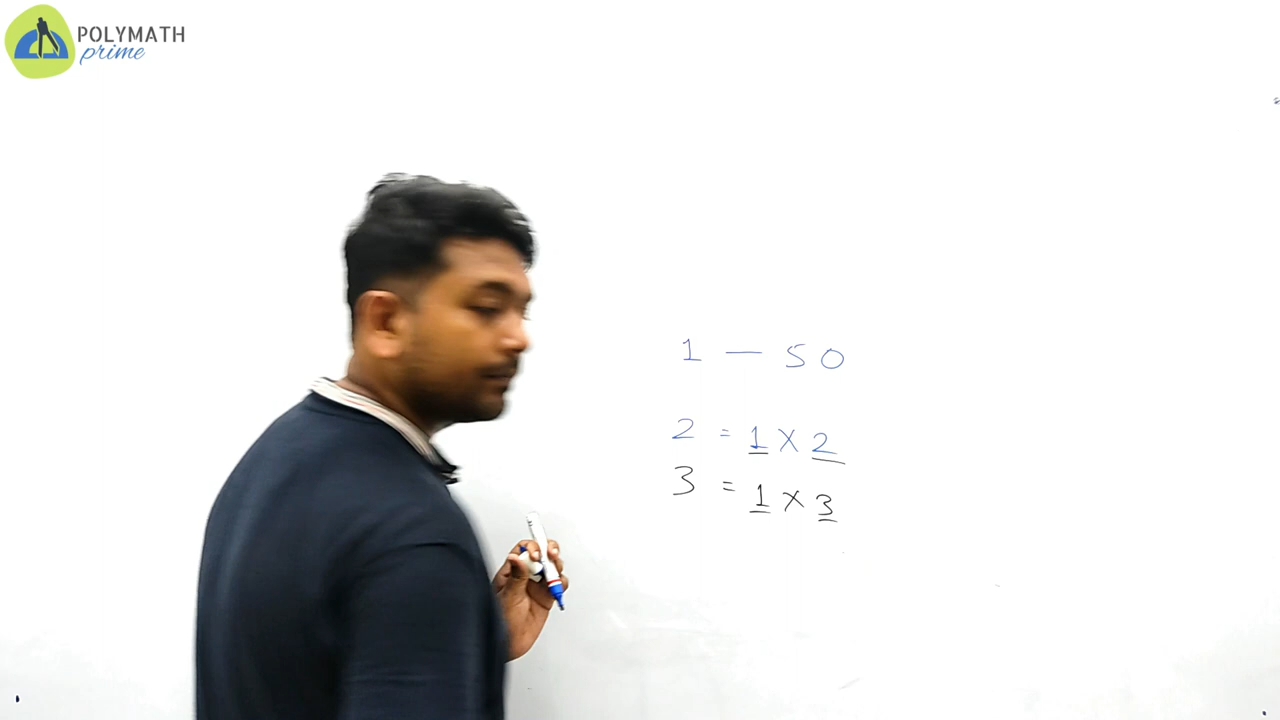 POLYMATH
prime
1 — 50
2 = 1 X 2
3 = 1 X 3